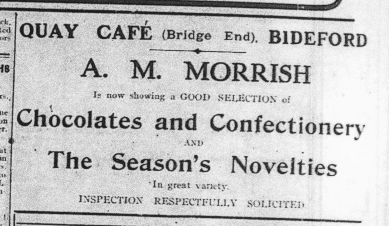 QUAY CAFÉ (Bridge End), BIDEFORD
A. M. MORRISH
Is now showing a GOOD SELECTION of
Chocolates and Confectionery
AND
The Season's Novelties
In great variety.
INSPECTION RESPECTFULLY SOLICITED